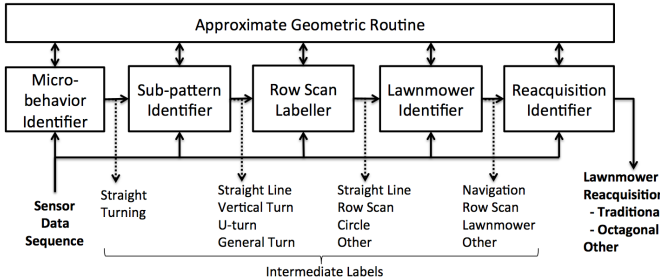 Approximate Geometric Routine
Micro-
behavior
Identifier
Sub-pattern
Identifier
Row Scan
Labeller
Lawnmower
Identifier
Reacquisition
Identifier
Sensor
Data
Sequence
Straight
Turning
Straight Line
Vertical Turn
U-turn
General Turn
Straight Line
Row Scan
Circle
Other
Navigation
Row Scan
Lawnmower
Other
Lawnmower
Reacquisition
- Traditiona
- Octagonal
Other
Intermediate Labels